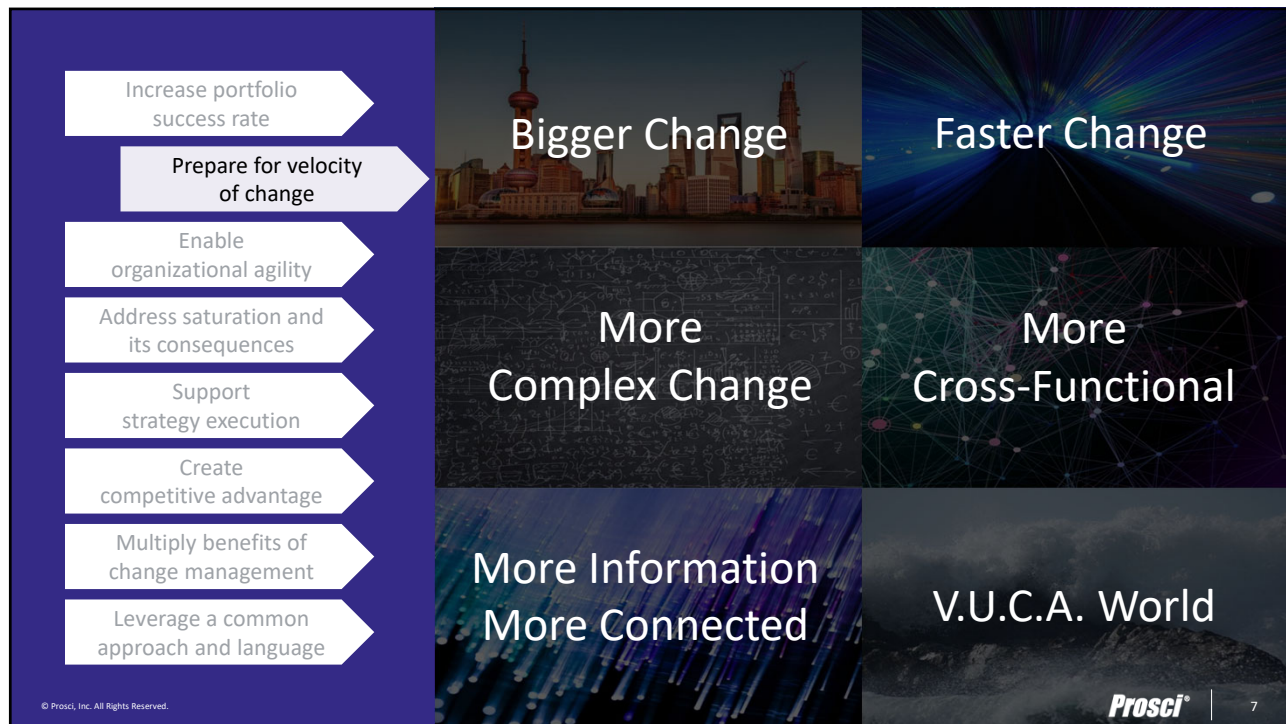 Increase portfolio
success rate
Prepare for velocity
of change
Enable
organizational agility
Address saturation and
its consequences
Support
strategy execution
Create
competitive advantage
Multiply benefits of
change management
Leverage a common
approach and language
Bigger Change
Faster Change
More
Complex Change
More
Cross-Functional
More Information
More Connected
V.U.C.A. World
© Prosci, Inc. All Rights Reserved.
Prosci®
7